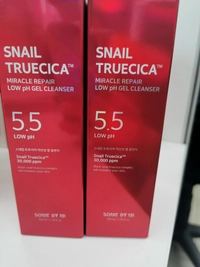 SNAIL
TRUECICA™
MIRACLE REPAIR
LOW pH GEL CLEANSER
5.5
LOW pH
Snail Truecica™
30,000 ppm
SOME BY MI
SNAIL
TRUECICA™
MIRACLE REPAIR
LOW pH GEL CLEANSER
5.5
LOW pH
Snail Truecica™
30,000 ppm
SOME BY MI